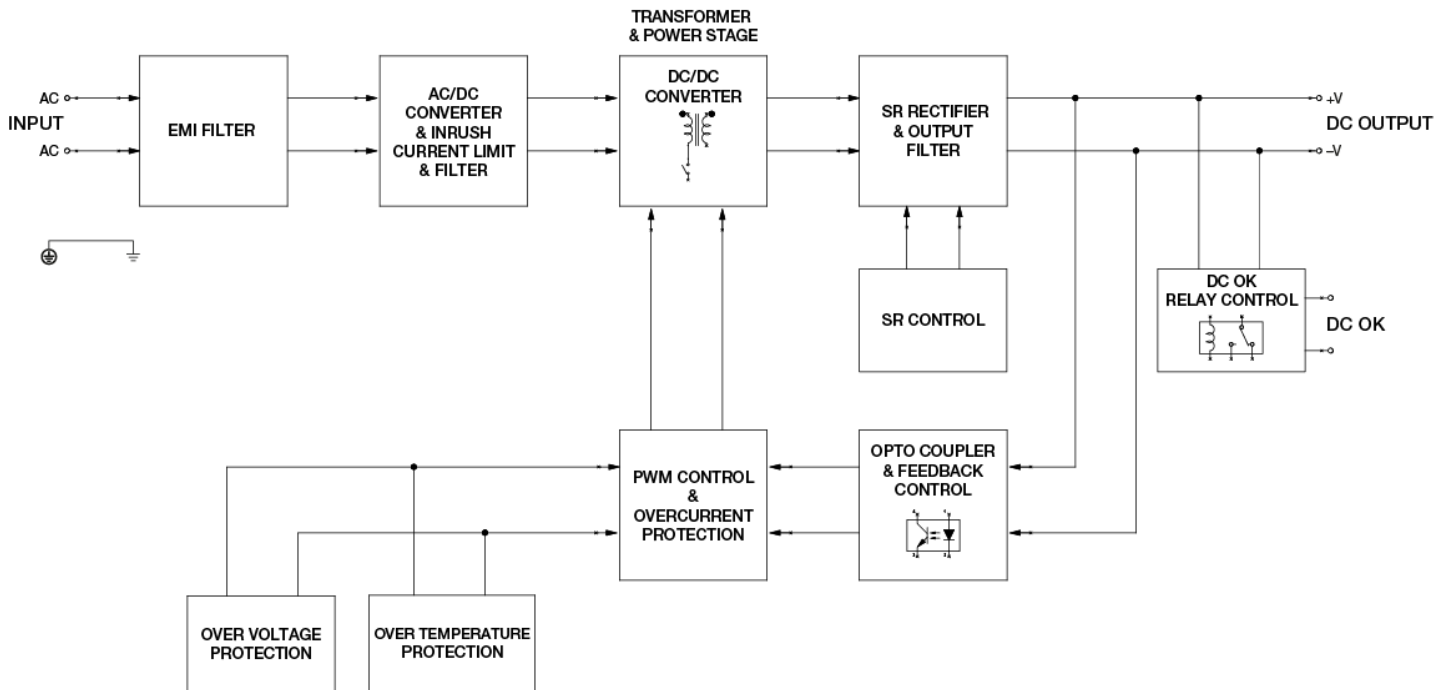 TRANSFORMER
& POWER STAGE
AC
INPUT
AC
EMI FILTER
AC/DC
CONVERTER
& INRUSH
CURRENT LIMIT
& FILTER
DC/DC
CONVERTER
SR RECTIFIER
& OUTPUT
FILTER
+V
DC OUTPUT
–V
SR CONTROL
DC OK
RELAY CONTROL
DC OK
PWM CONTROL
&
OVERCURRENT
PROTECTION
OPTO COUPLER
& FEEDBACK
CONTROL
OVER VOLTAGE
PROTECTION
OVER TEMPERATURE
PROTECTION